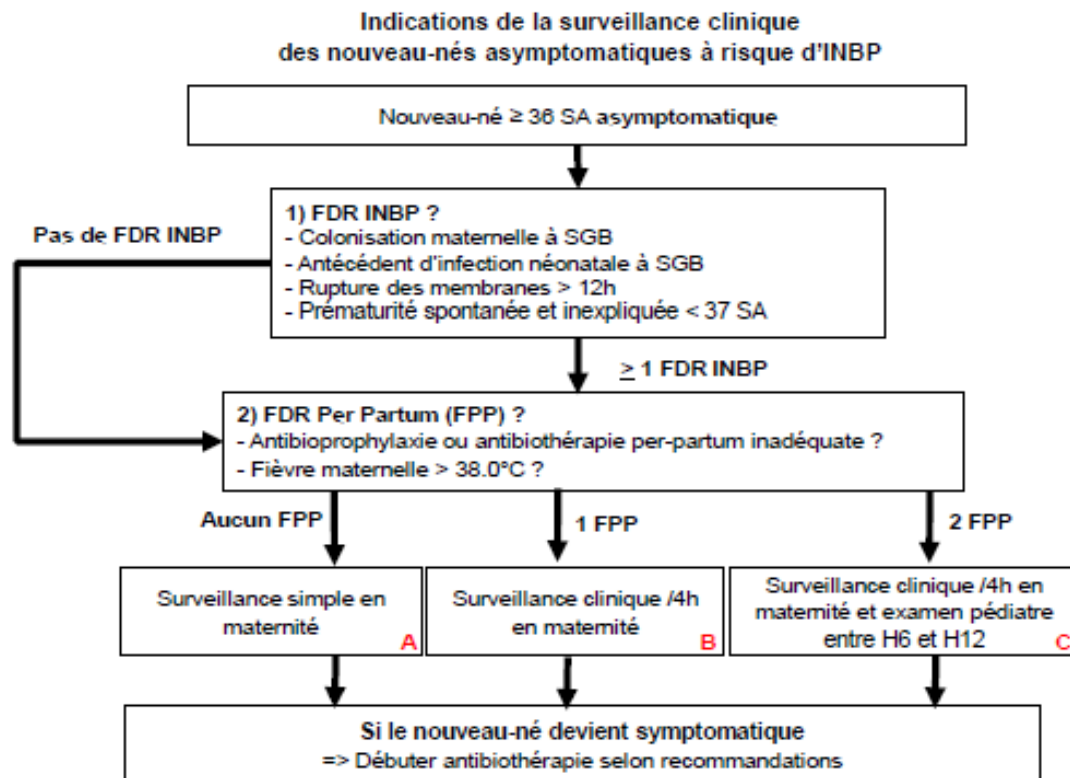 Indications de la surveillance clinique
des nouveau-nés asymptomatiques à risque d'INBP
Nouveau-né ≥ 36 SA asymptomatique
Pas de FDR INBP
1) FDR INBP ?
- Colonisation maternelle à SGB
- Antécédent d'infection néonatale à SGB
- Rupture des membranes > 12h
- Prématurité spontanée et inexpliquée < 37 SA
≥ 1 FDR INBP
2) FDR Per Partum (FPP) ?
- Antibioprophylaxie ou antibiothérapie per-partum inadéquate ?
- Fièvre maternelle > 38.0°C ?
Aucun FPP
1 FPP
2 FPP
Surveillance simple en
maternité
A
Surveillance clinique /4h
en maternité
B
Surveillance clinique /4h en
maternité et examen pédiatre
entre H6 et H12
C
Si le nouveau-né devient symptomatique
=> Débuter antibiothérapie selon recommandations